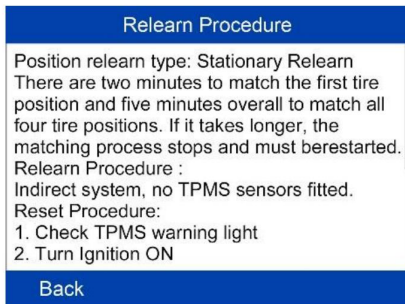 Relearn Procedure
Position relearn type: Stationary Relearn
There are two minutes to match the first tire
position and five minutes overall to match all
four tire positions. If it takes longer, the
matching process stops and must berestarted.
Relearn Procedure :
Indirect system, no TPMS sensors fitted.
Reset Procedure:
1. Check TPMS warning light
2. Turn Ignition ON
Back